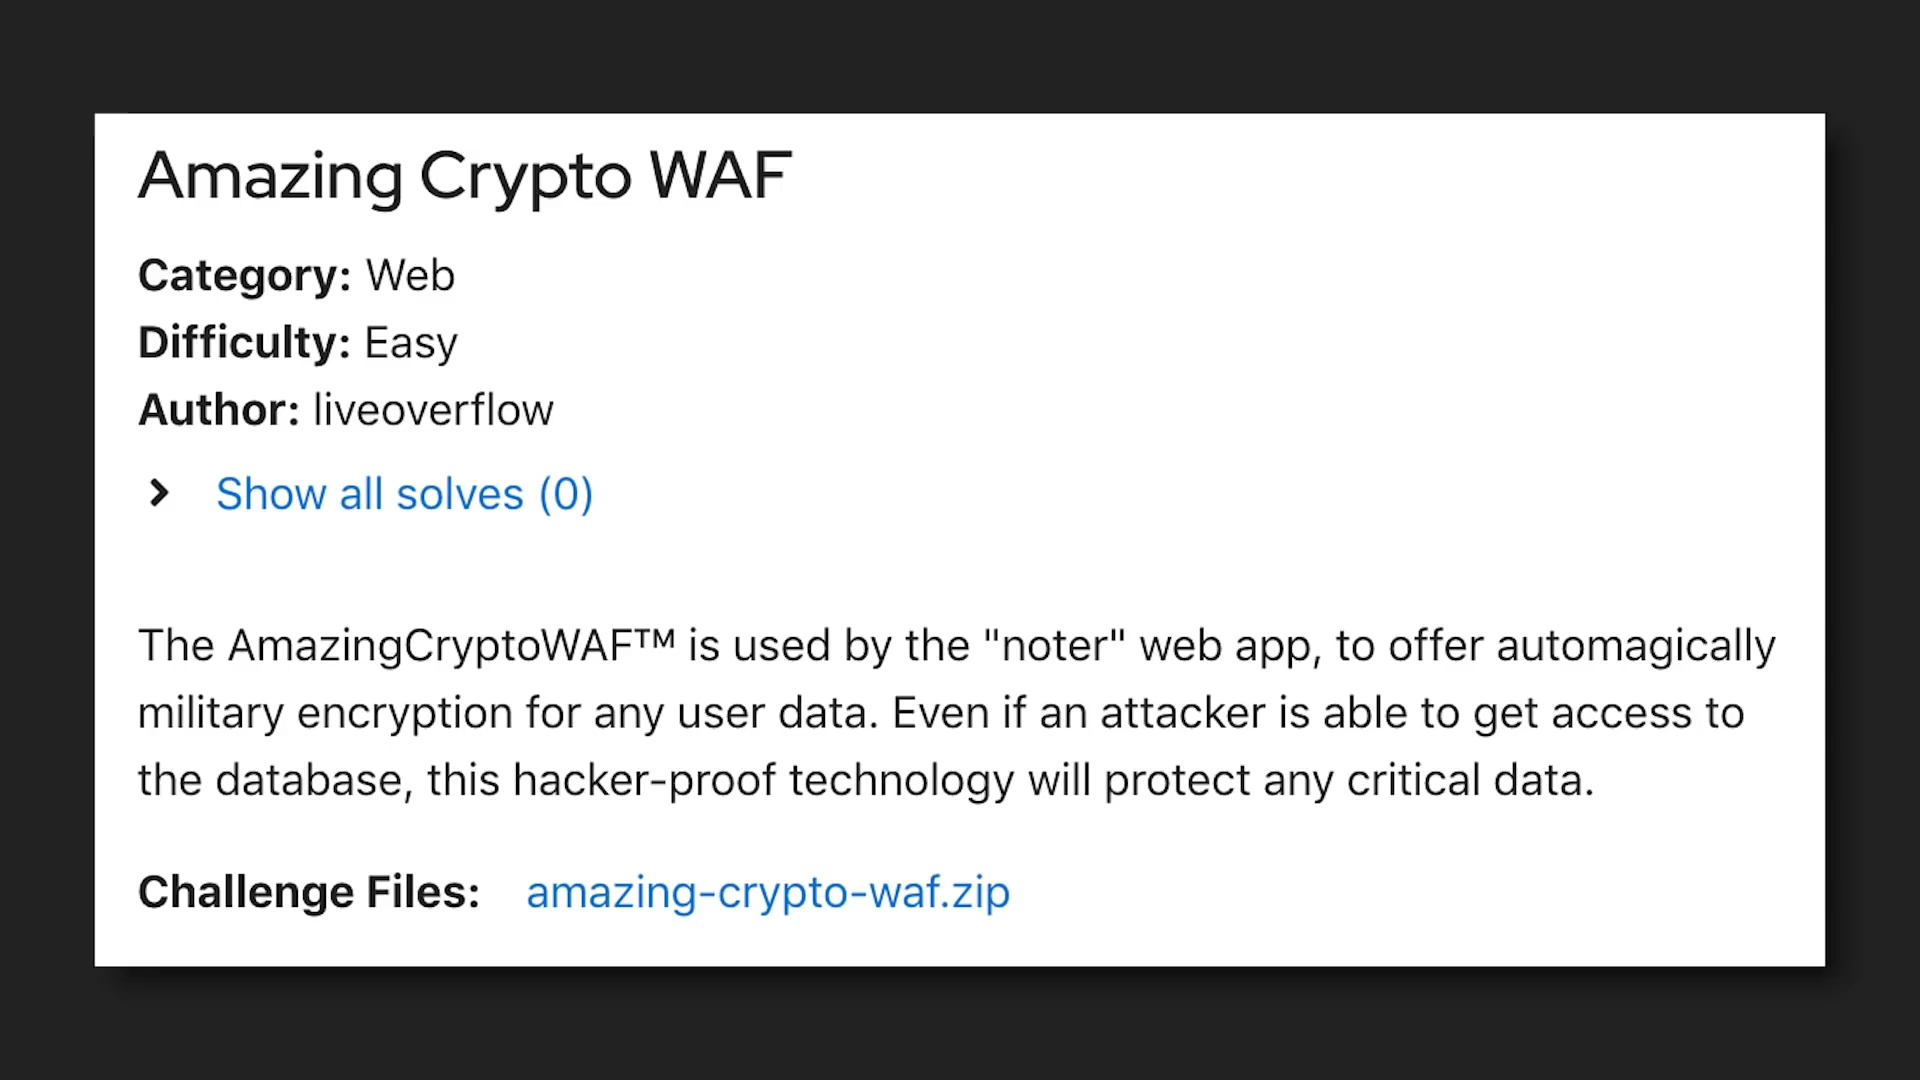 Amazing Crypto WAF
Category: Web
Difficulty: Easy
Author: liveoverflow
Show all solves (0)
The AmazingCryptoWAF™ is used by the "noter" web app, to offer automagically
military encryption for any user data. Even if an attacker is able to get access to
the database, this hacker-proof technology will protect any critical data.
Challenge Files: amazing-crypto-waf.zip